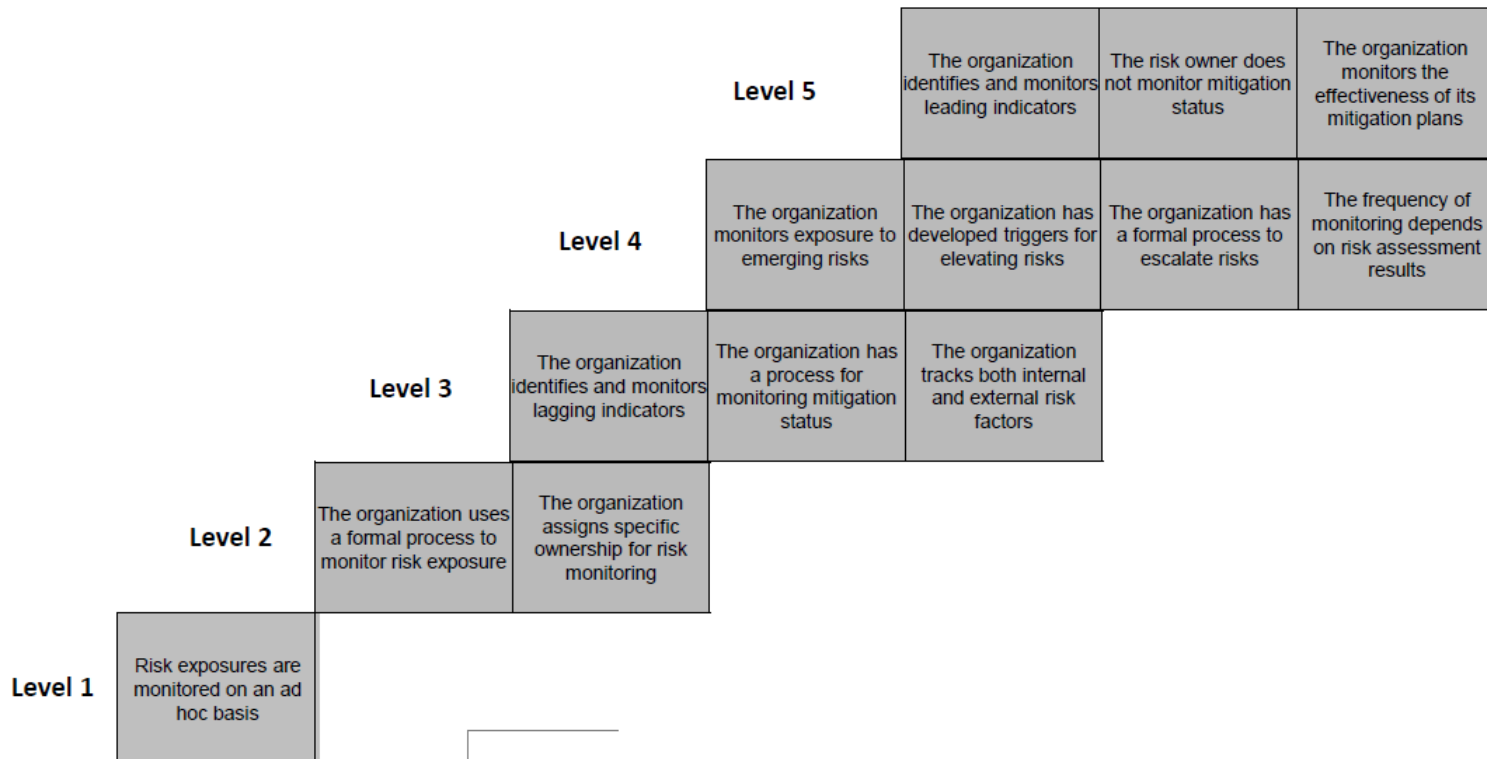 Level 5
The organization
identifies and monitors
leading indicators
The risk owner does
not monitor mitigation
status
The organization
monitors the
effectiveness of its
mitigation plans
Level 4
The organization
monitors exposure to
emerging risks
The organization has
developed triggers for
elevating risks
The organization has
a formal process to
escalate risks
The frequency of
monitoring depends
on risk assessment
results
Level 3
The organization
identifies and monitors
lagging indicators
The organization has
a process for
monitoring mitigation
status
The organization
tracks both internal
and external risk
factors
Level 2
The organization uses
a formal process to
monitor risk exposure
The organization
assigns specific
ownership for risk
monitoring
Level 1
Risk exposures are
monitored on an ad
hoc basis